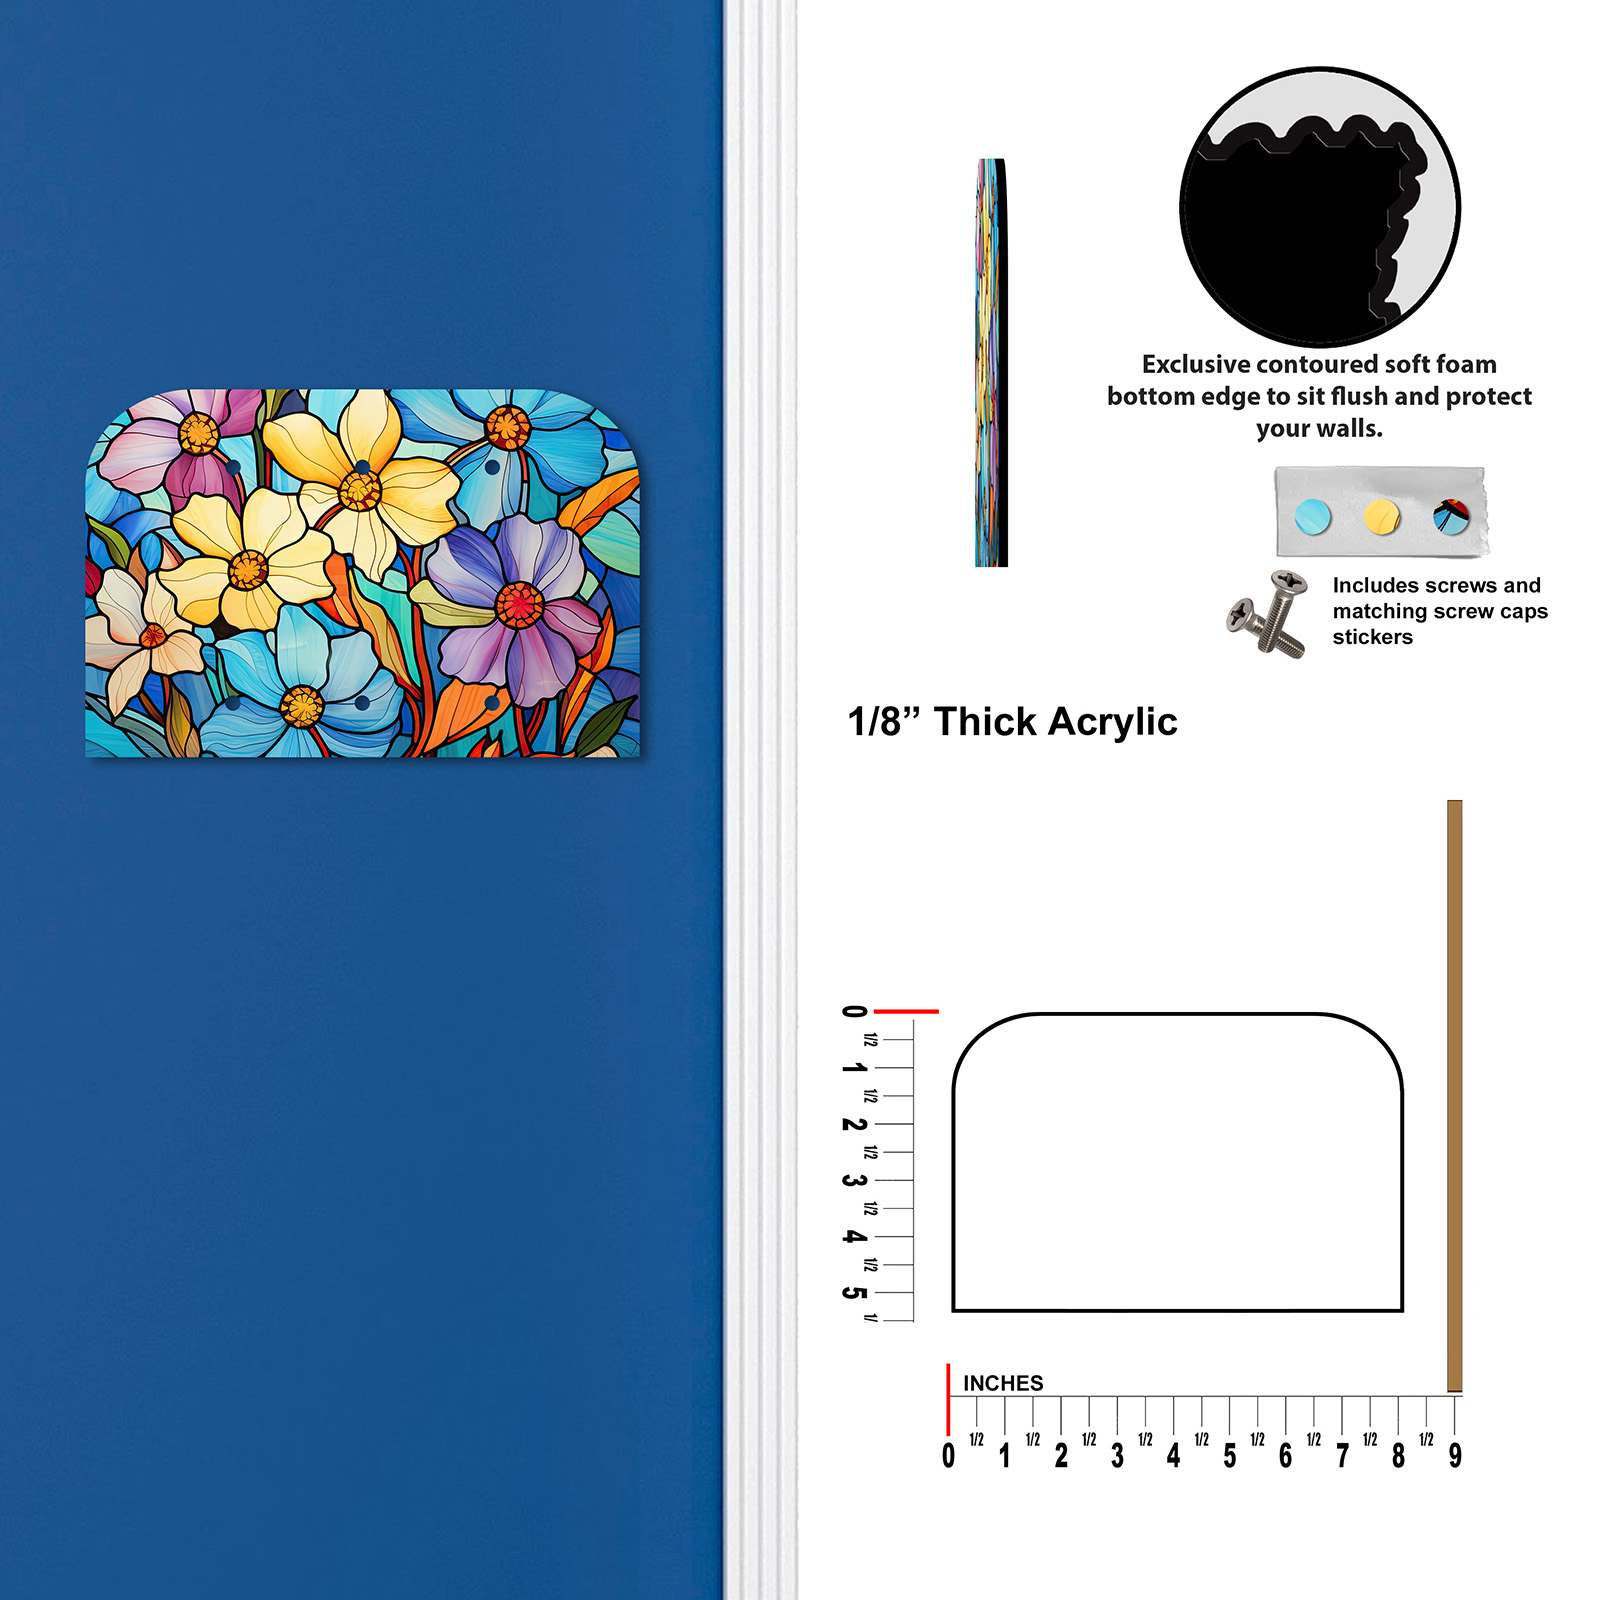 Exclusive contoured soft foam
bottom edge to sit flush and protect
your walls.
Includes screws and
matching screw caps
stickers
1/8” Thick Acrylic
0
1/2
1
1/2
2
1/2
3
1/2
4
1/2
5
1/
INCHES
0 1/2 1 1/2 2 1/2 3 1/2 4 1/2 5 1/2 6 1/2 7 1/2 8 1/2 9